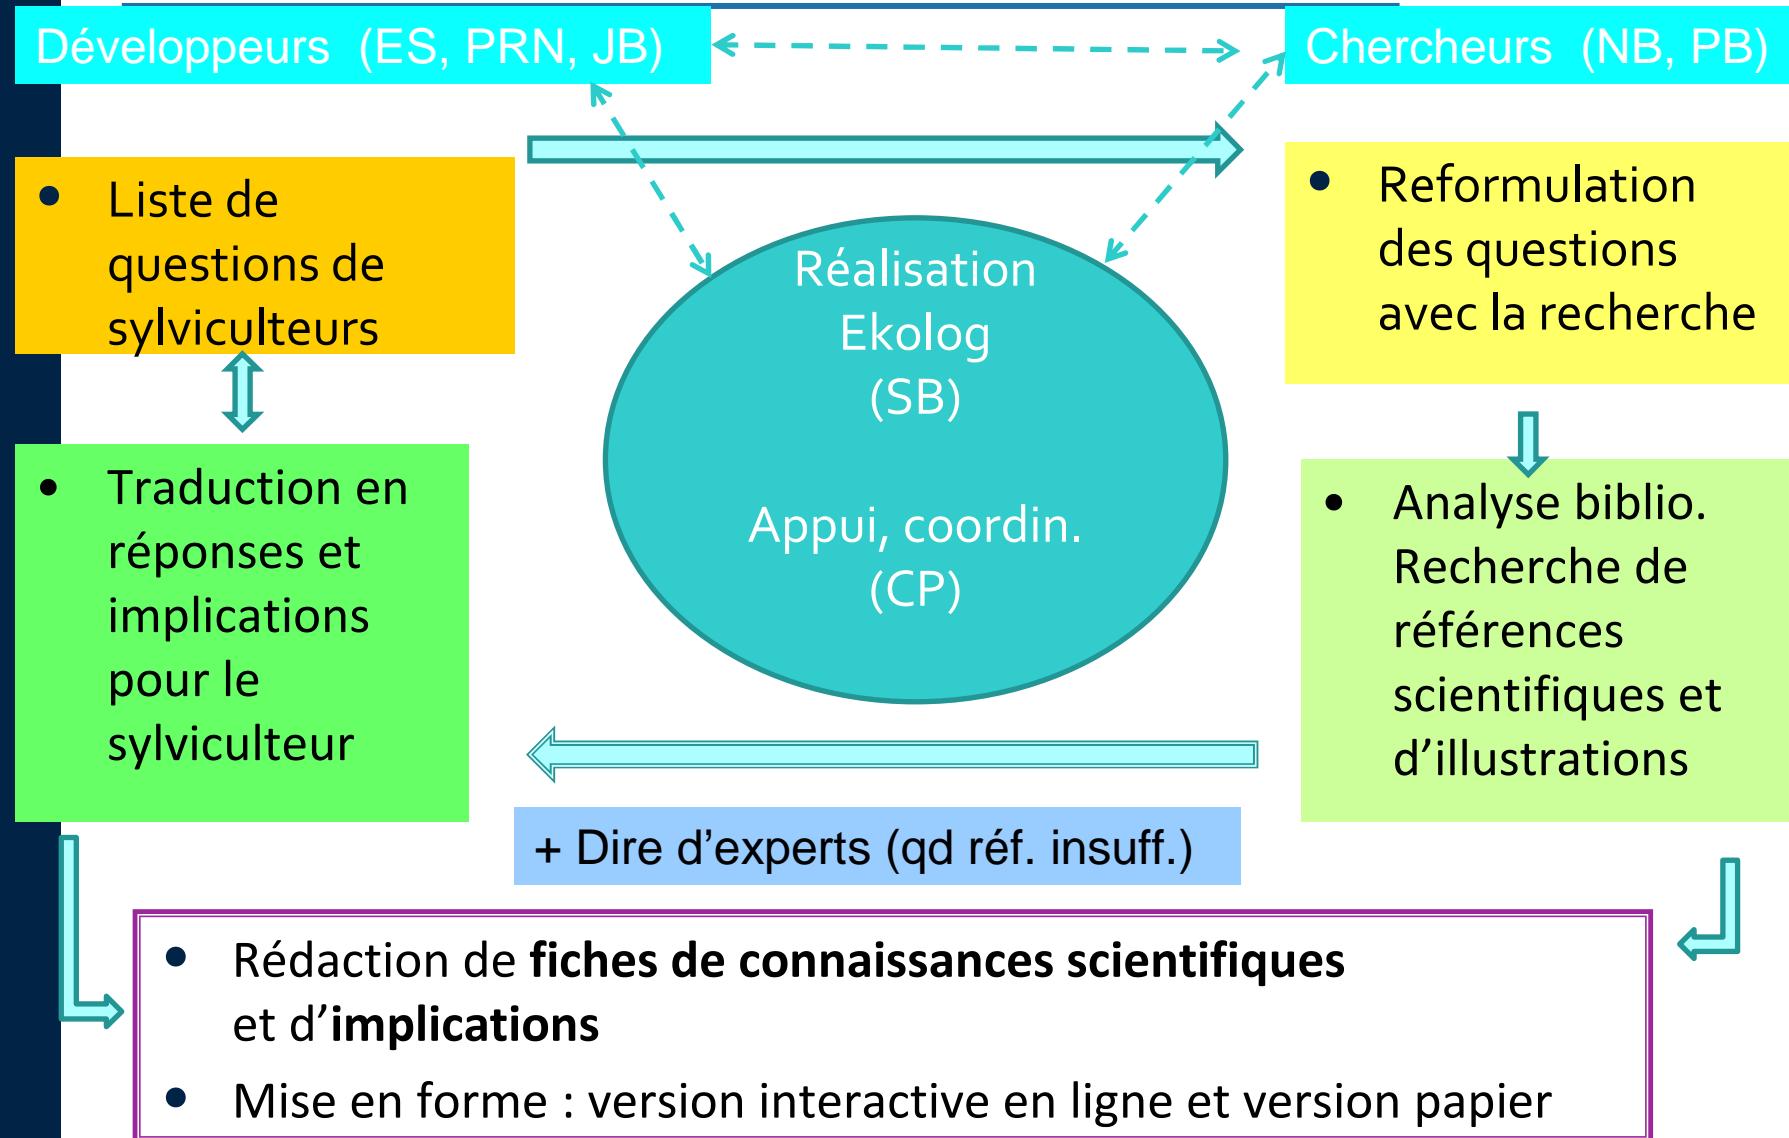 Développeurs (ES, PRN, JB)
Chercheurs (NB, PB)
• Liste de
questions de
sylviculteurs
Réalisation
Ekolog
(SB)
Appui, coordin.
(CP)
• Reformulation
des questions
avec la recherche
• Traduction en
réponses et
implications
pour le
sylviculteur
• Analyse biblio.
Recherche de
références
scientifiques et
d’illustrations
+ Dire d’experts (qd réf. insuff.)
• Rédaction de fiches de connaissances scientifiques
et d’implications
• Mise en forme : version interactive en ligne et version papier